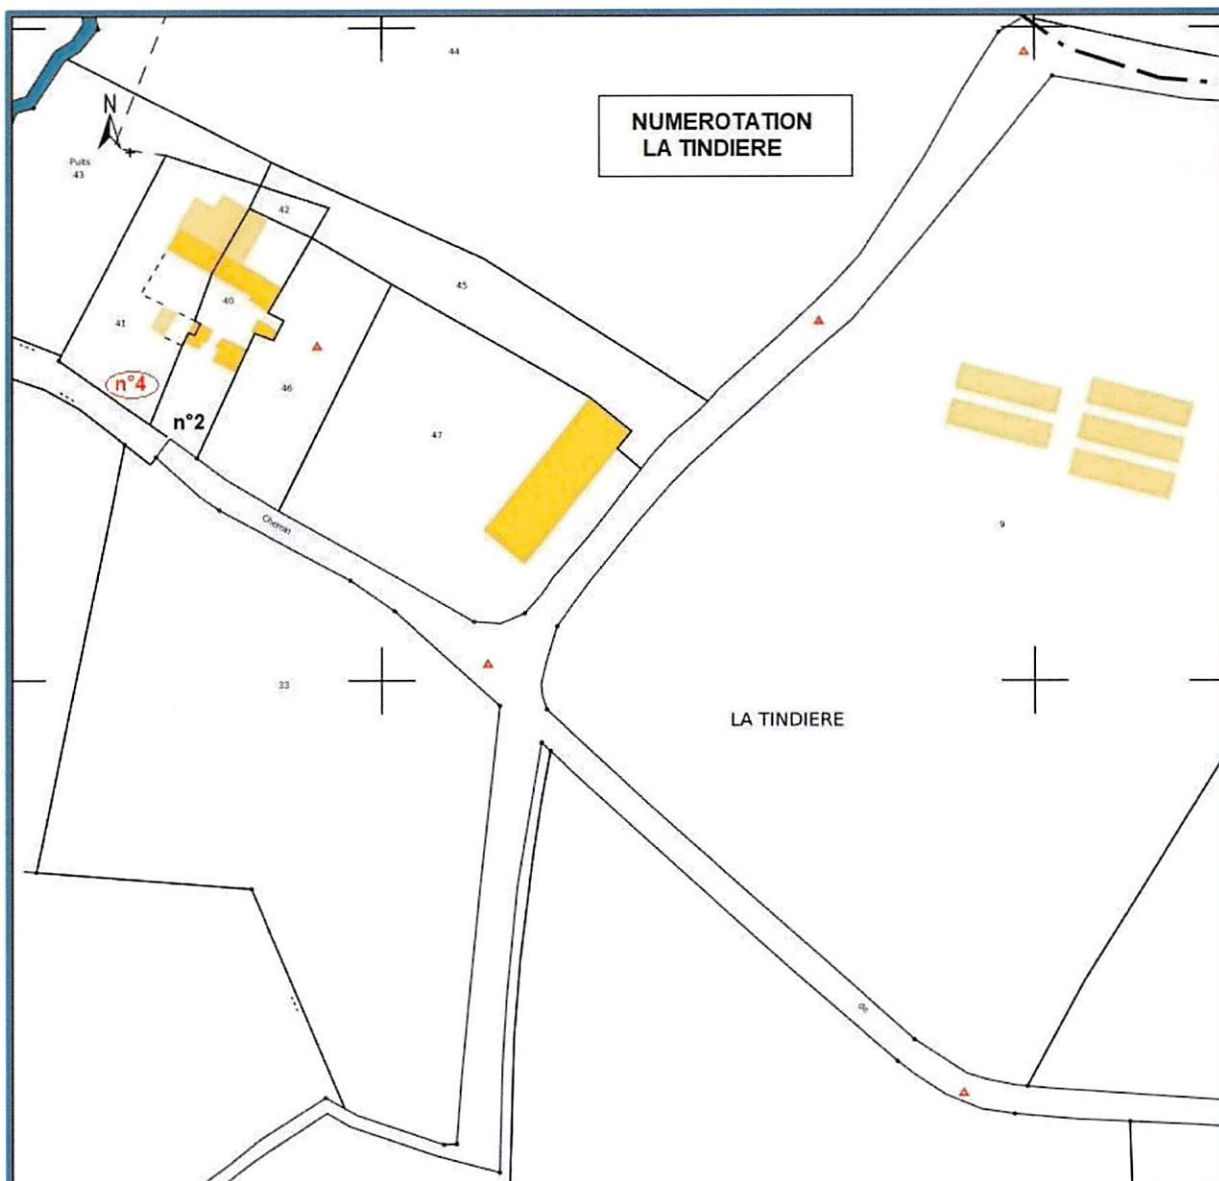 44
NUMEROTATION
LA TINDIERE
N
Puits
43
42
45
40
41
46
n°4
n°2
47
9
Chemin
33
LA TINDIERE
de